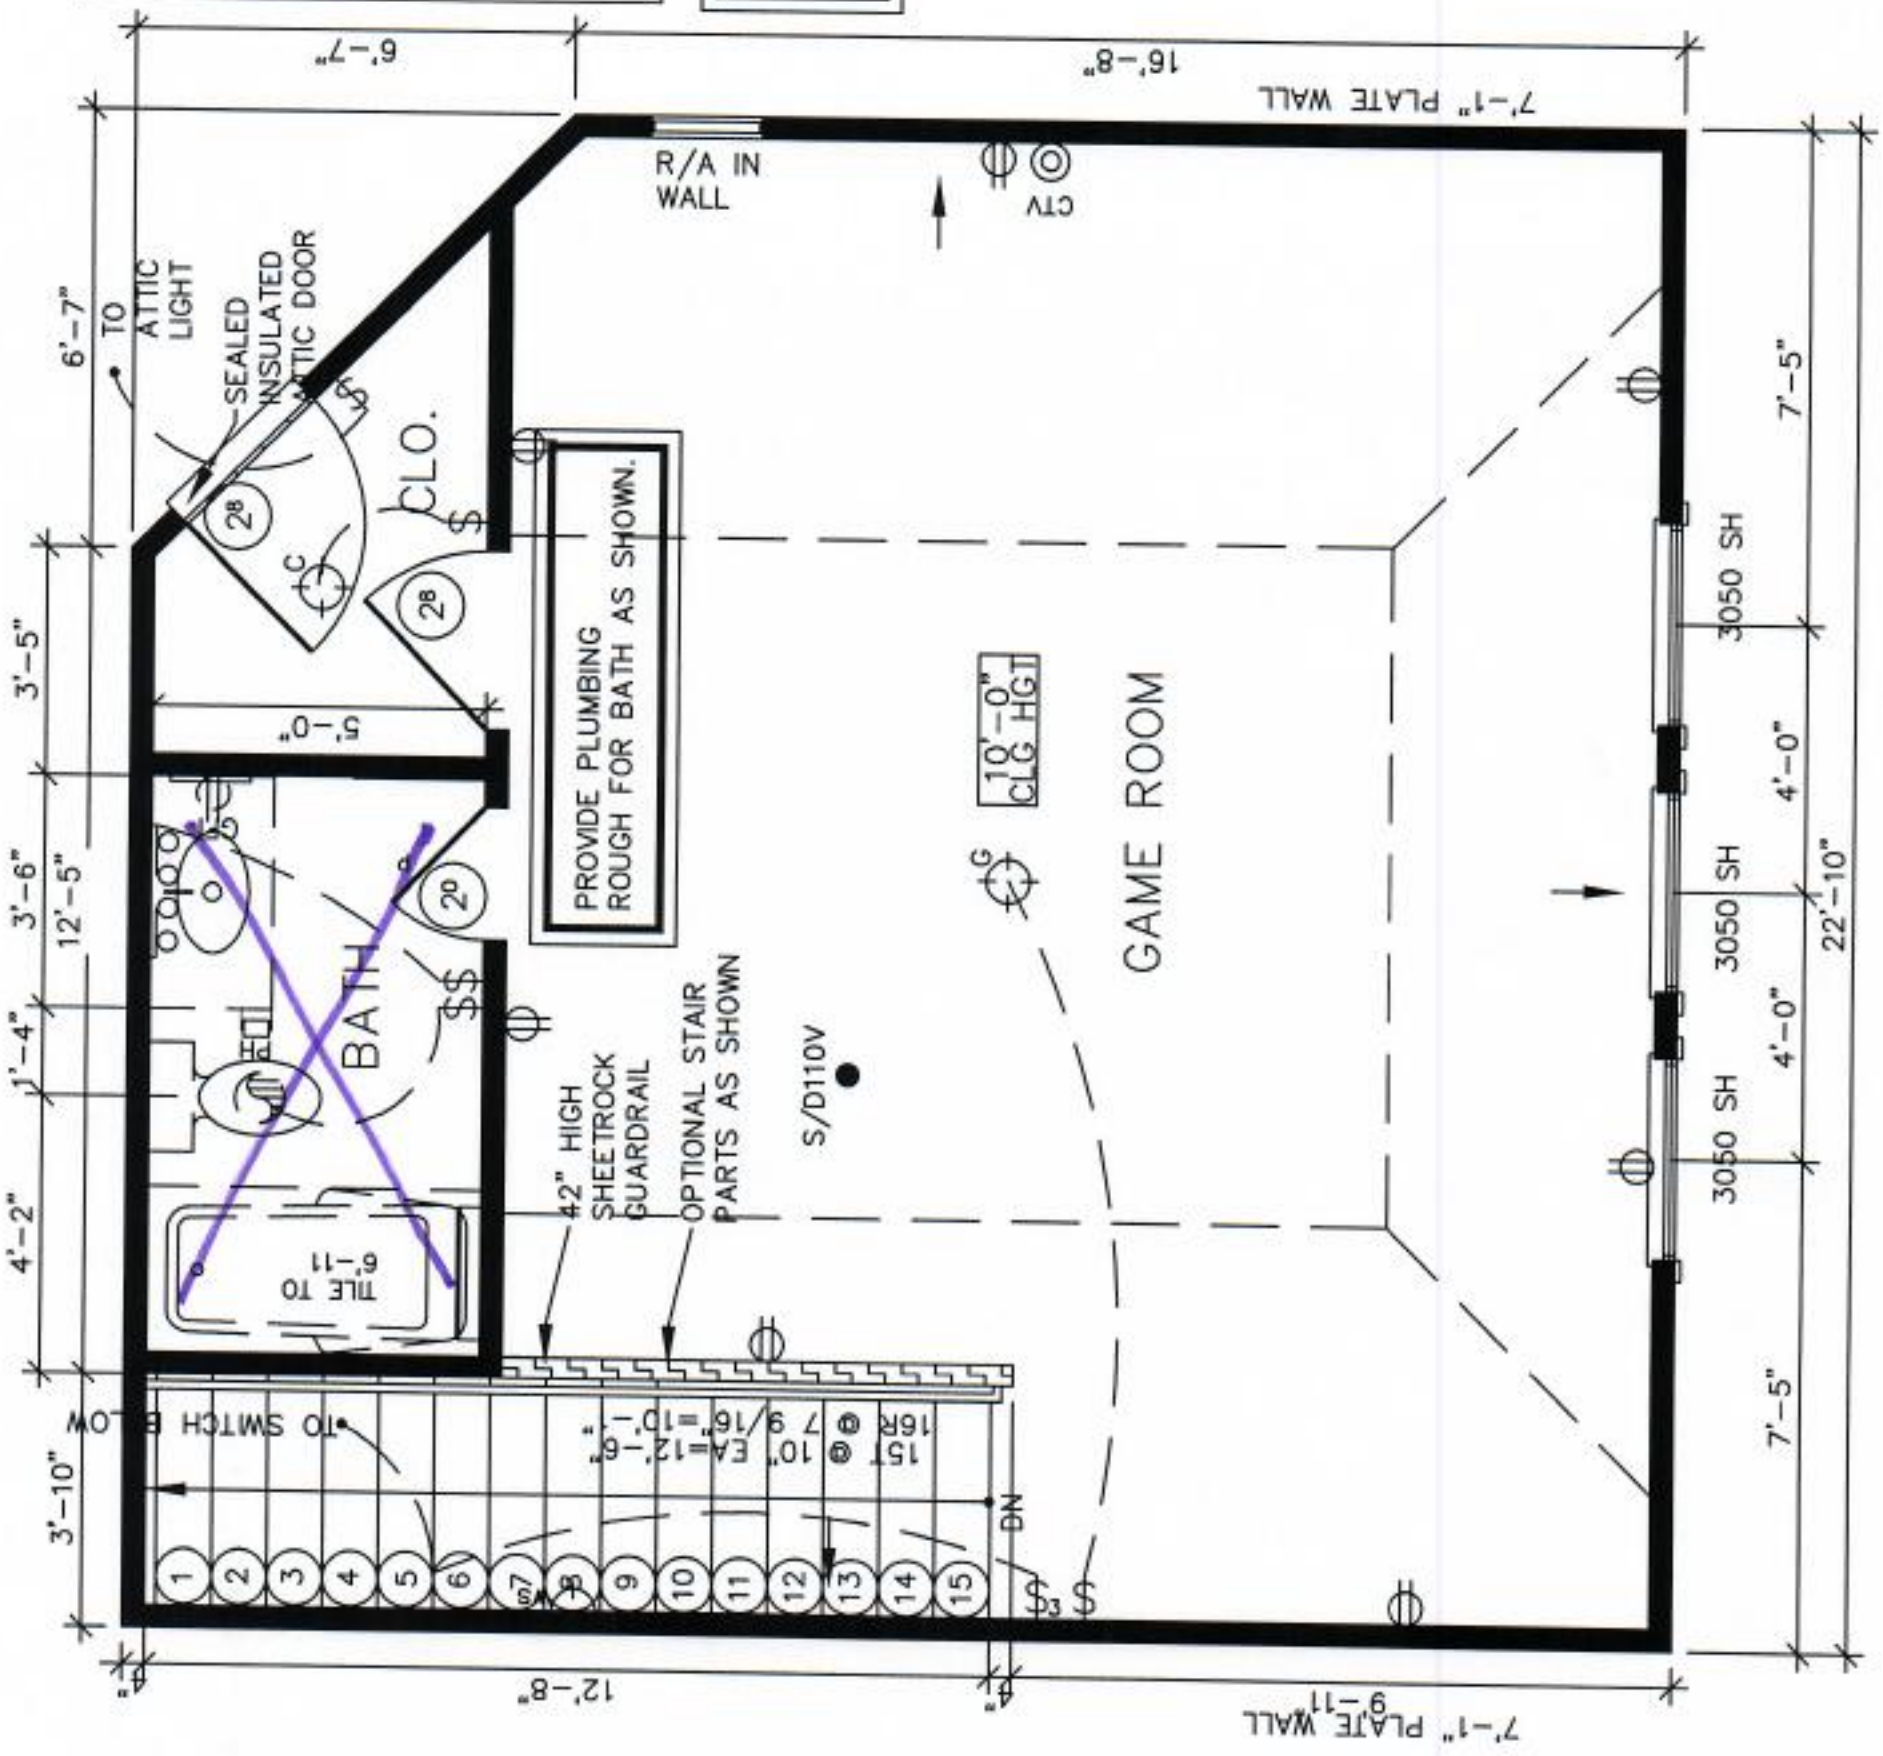 6'-7"
16'-8"
7'-1" PLATE WALL
R/A IN
WALL
CTV
TO
ATTIC
LIGHT
SEALED
INSULATED
ATTIC DOOR
6'-7"
3'-5"
3'-6"
12'-5"
1'-4"
4'-2"
3'-10"
$
CLO.
$
2⁸
C
2⁸
5'-0"
G
BATH
2⁰
$$
TILE TO
6'-11
PROVIDE PLUMBING
ROUGH FOR BATH AS SHOWN.
42" HIGH
SHEETROCK
GUARDRAIL
OPTIONAL STAIR
PARTS AS SHOWN
S/D110V
G
10'-0"
CLG HGT
GAME ROOM
TO SWITCH
16R @ 7 9/16"=10'-1"
15T @ 10" EA=12'-6"
DN
1
2
3
4
5
6
7
8
9
10
11
12
13
14
15
$3
$
3050 SH
3050 SH
3050 SH
7'-5"
4'-0"
4'-0"
7'-5"
22'-10"
4"
12'-8"
4"
9'-11"
7'-1" PLATE WALL